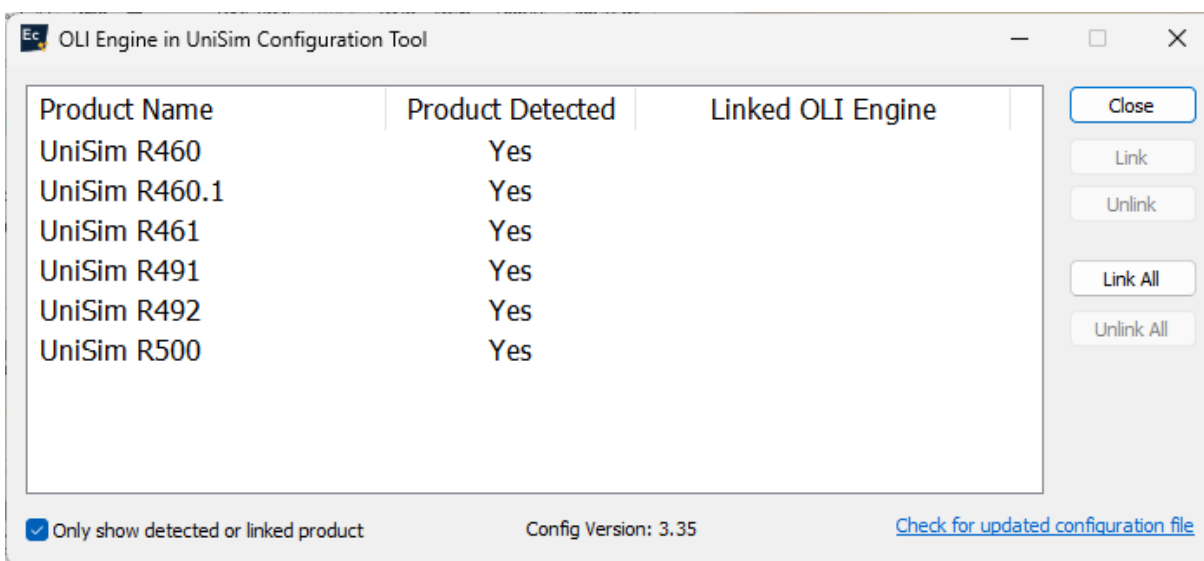 Ec OLI Engine in UniSim Configuration Tool
Product Name Product Detected Linked OLI Engine
UniSim R460 Yes
UniSim R460.1 Yes
UniSim R461 Yes
UniSim R491 Yes
UniSim R492 Yes
UniSim R500 Yes
Close
Link
Unlink
Link All
Unlink All
Only show detected or linked product Config Version: 3.35 Check for updated configuration file